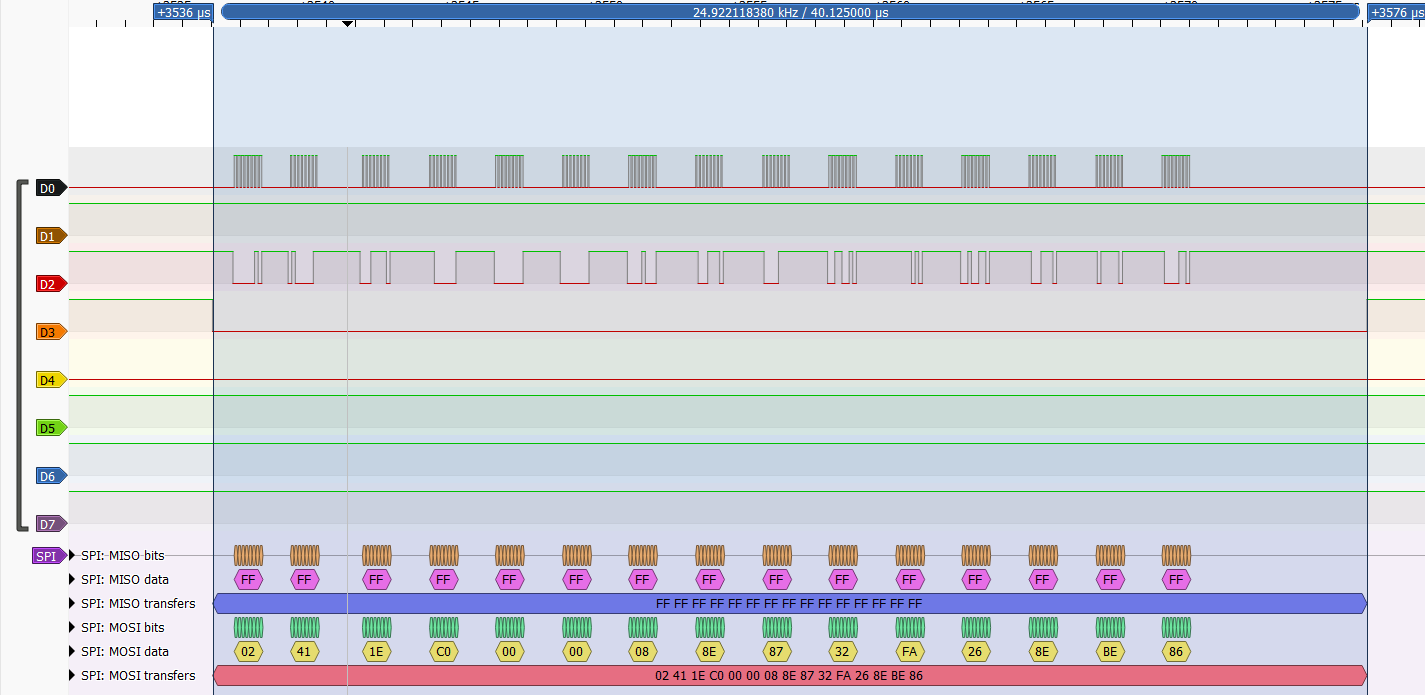 +3536 µs 24.922118380 kHz / 40.125000 µs +3576 µs
D0
D1
D2
D3
D4
D5
D6
D7
SPI SPI: MISO bits
SPI: MISO data FF FF FF FF FF FF FF FF FF FF FF FF FF FF FF
SPI: MISO transfers FF FF FF FF FF FF FF FF FF FF FF FF FF FF FF
SPI: MOSI bits
SPI: MOSI data 02 41 1E C0 00 00 08 8E 87 32 FA 26 8E BE 86
SPI: MOSI transfers 02 41 1E C0 00 00 08 8E 87 32 FA 26 8E BE 86